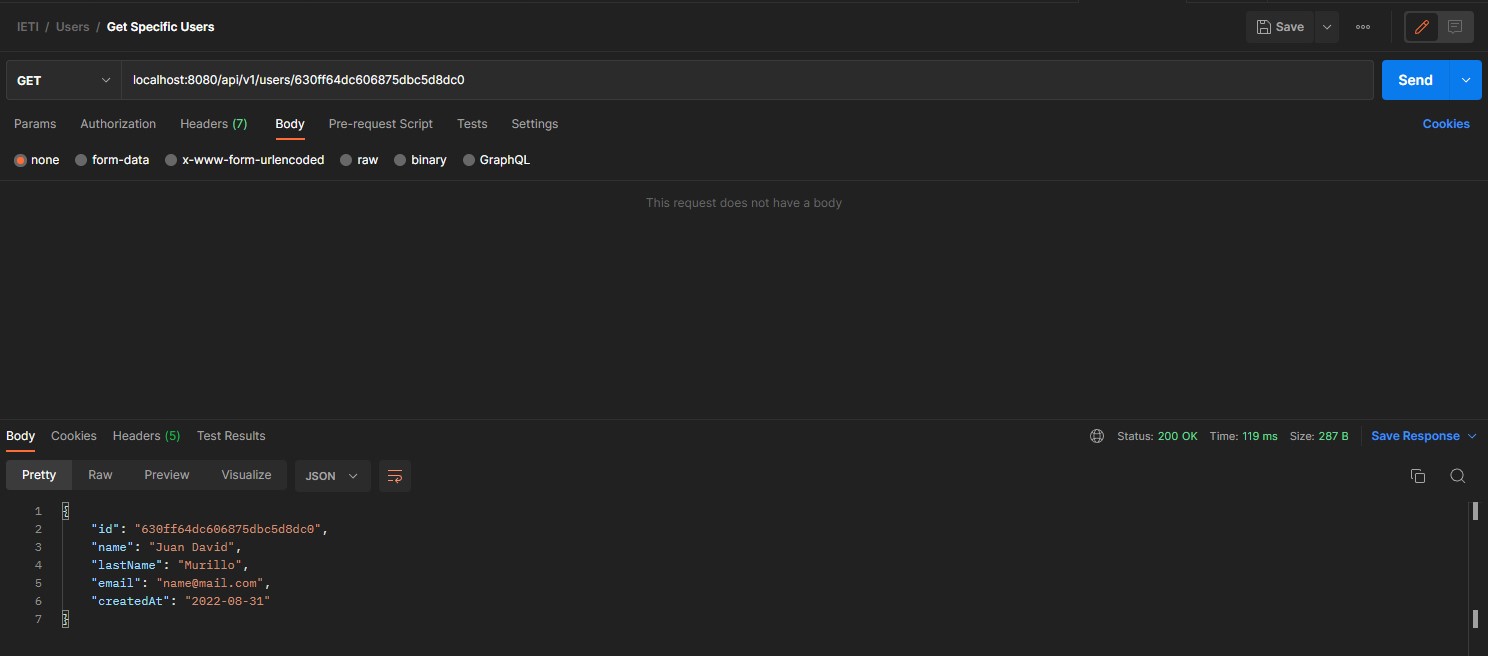 IETI / Users / Get Specific Users
Save
GET
localhost:8080/api/v1/users/630ff64dc606875dbc5d8dc0
Send
Params Authorization Headers (7) Body Pre-request Script Tests Settings Cookies
none form-data x-www-form-urlencoded raw binary GraphQL
This request does not have a body
Body Cookies Headers (5) Test Results Status: 200 OK Time: 119 ms Size: 287 B Save Response
Pretty Raw Preview Visualize JSON
1 {
2 "id": "630ff64dc606875dbc5d8dc0",
3 "name": "Juan David",
4 "lastName": "Murillo",
5 "email": "name@mail.com",
6 "createdAt": "2022-08-31"
7 }